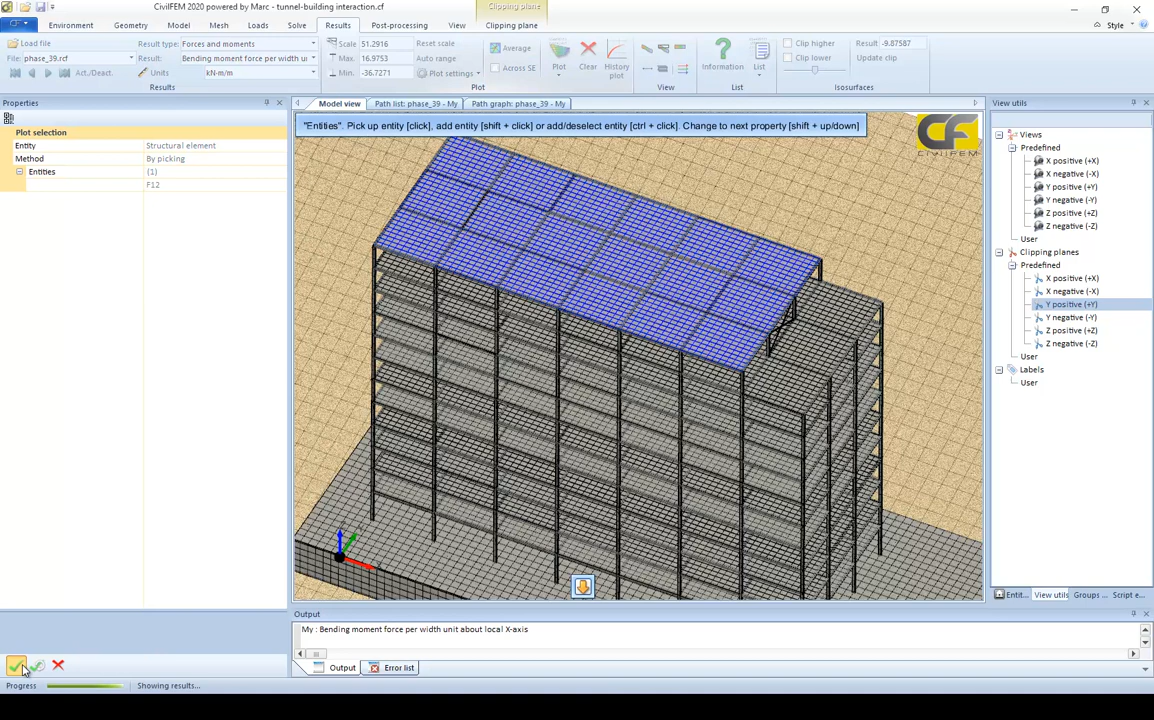 CivilFEM 2020 powered by Marc - tunnel-building interaction.cf
Clipping plane
Environment Geometry Model Mesh Loads Solve Results Post-processing View Clipping plane Style
Load file Result type: Forces and moments Scale 51.2916 Reset scale Average Clip higher Result -9.87587
File: phase_39.rcf Result: Bending moment force per width ur Max. 16.9753 Auto range Across SE Plot Clear History plot Information List Clip lower Update clip
Act./Deact. Units kN-m/m Min. -36.7271 Plot settings
Results Plot View List Isosurfaces
Properties
Model view Path list: phase_39 - My Path graph: phase_39 - My
View utils
"Entities". Pick up entity [click], add entity [shift + click] or add/deselect entity [ctrl + click]. Change to next property [shift + up/down]
CIVILFEM
Plot selection
Entity Structural element
Method By picking
Entities (1)
F12
Views
Predefined
X positive (+X)
X negative (-X)
Y positive (+Y)
Y negative (-Y)
Z positive (+Z)
Z negative (-Z)
User
Clipping planes
Predefined
X positive (+X)
X negative (-X)
Y positive (+Y)
Y negative (-Y)
Z positive (+Z)
Z negative (-Z)
User
Labels
User
Entit... View utils Groups ... Script e...
Output
My : Bending moment force per width unit about local X-axis
Output Error list
Progress Showing results...